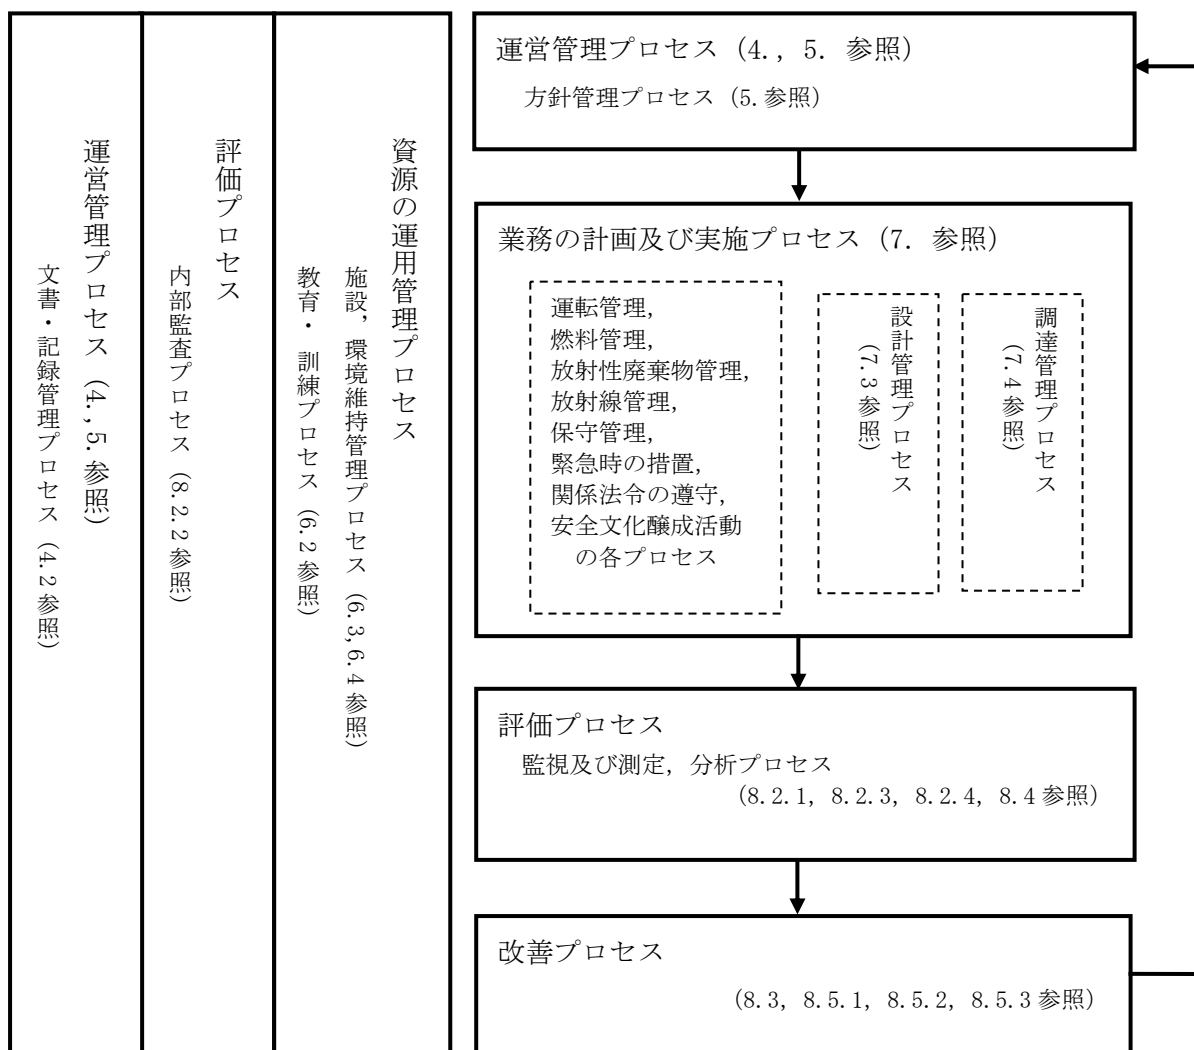 運営管理プロセス（4.,5.参照）
文書・記録管理プロセス（4.2参照）
評価プロセス
内部監査プロセス（8.2.2参照）
資源の運用管理プロセス
施設，環境維持管理プロセス（6.3,6.4参照）
教育・訓練プロセス（6.2参照）
運営管理プロセス（4., 5. 参照）
方針管理プロセス（5.参照）
業務の計画及び実施プロセス（7. 参照）
運転管理，
燃料管理，
放射性廃棄物管理，
放射線管理，
保守管理，
緊急時の措置，
関係法令の遵守，
安全文化醸成活動
の各プロセス
設計管理プロセス
（7.3参照）
調達管理プロセス
（7.4参照）
評価プロセス
監視及び測定，分析プロセス
（8.2.1, 8.2.3, 8.2.4, 8.4参照）
改善プロセス
（8.3, 8.5.1, 8.5.2, 8.5.3参照）